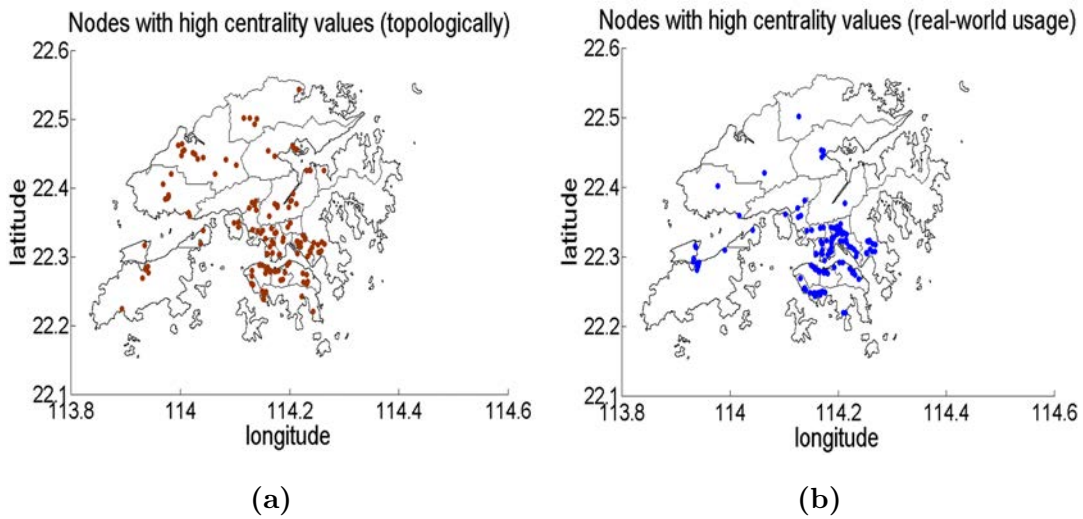 Nodes with high centrality values (topologically)
22.6
22.5
22.4
22.3
22.2
22.1
latitude
113.8 114 114.2 114.4 114.6
longitude
(a)
Nodes with high centrality values (real-world usage)
22.6
22.5
22.4
22.3
22.2
22.1
latitude
113.8 114 114.2 114.4 114.6
longitude
(b)